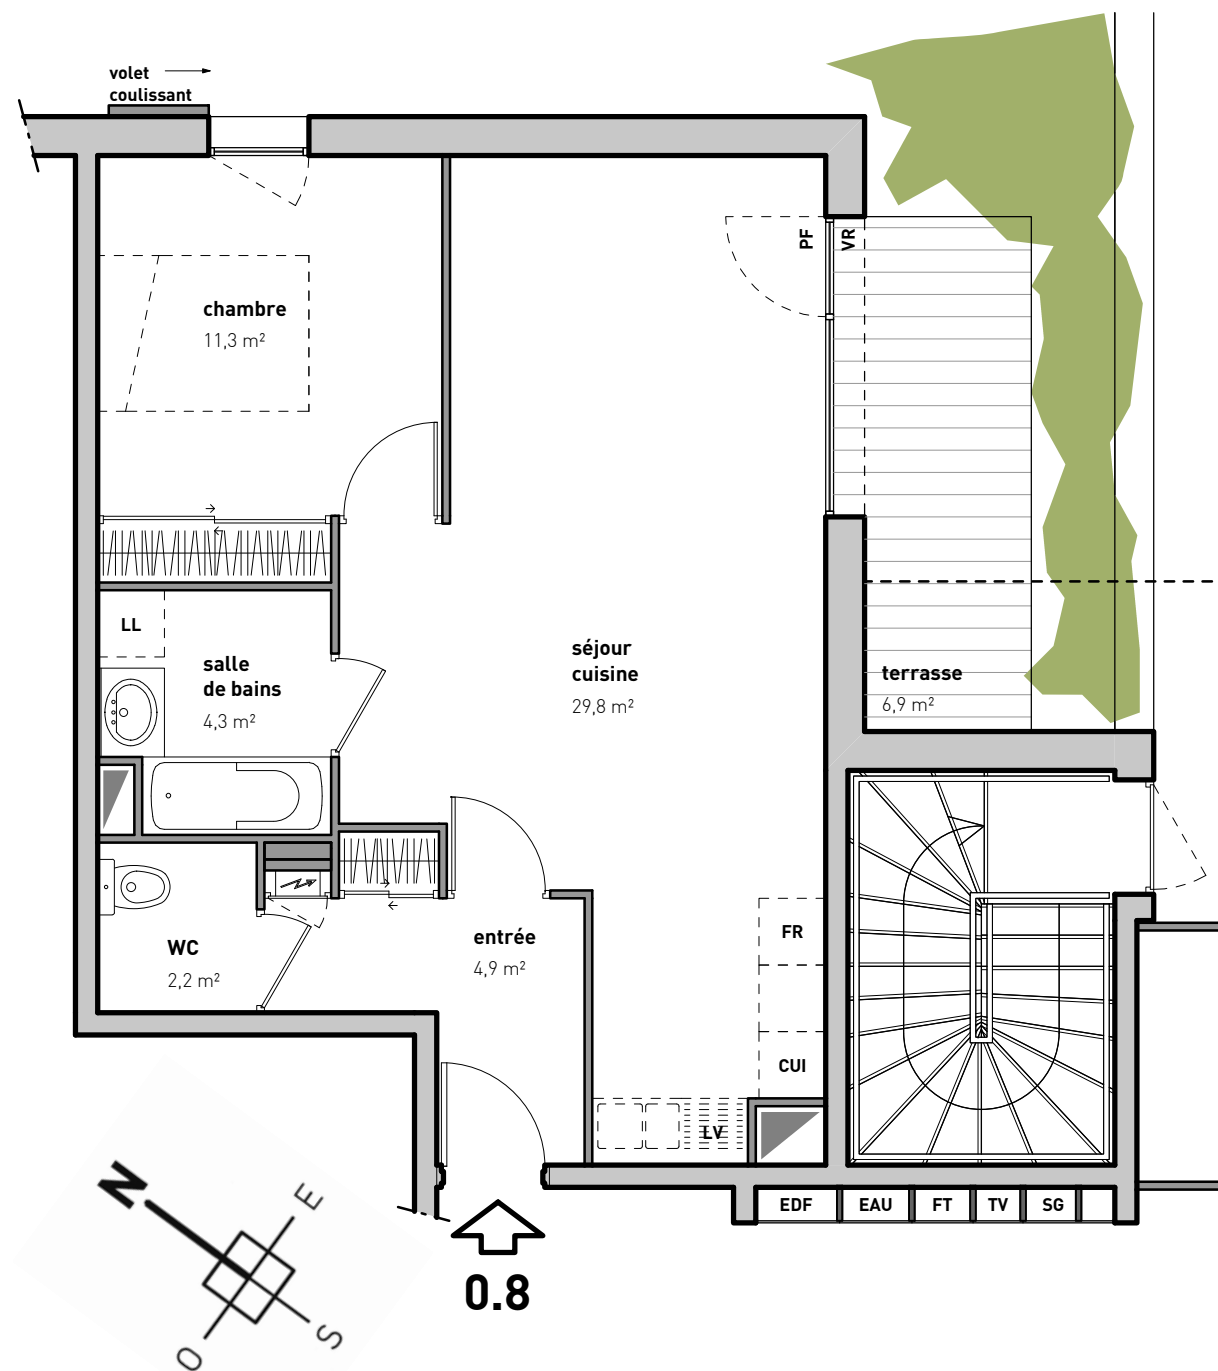 volet
coulissant
PF
VR
chambre
11,3 m²
LL
salle
de bains
4,3 m²
séjour
cuisine
29,8 m²
terrasse
6,9 m²
WC
2,2 m²
entrée
4,9 m²
FR
CUI
LV
EDF
EAU
FT
TV
SG
N
E
S
O
0.8